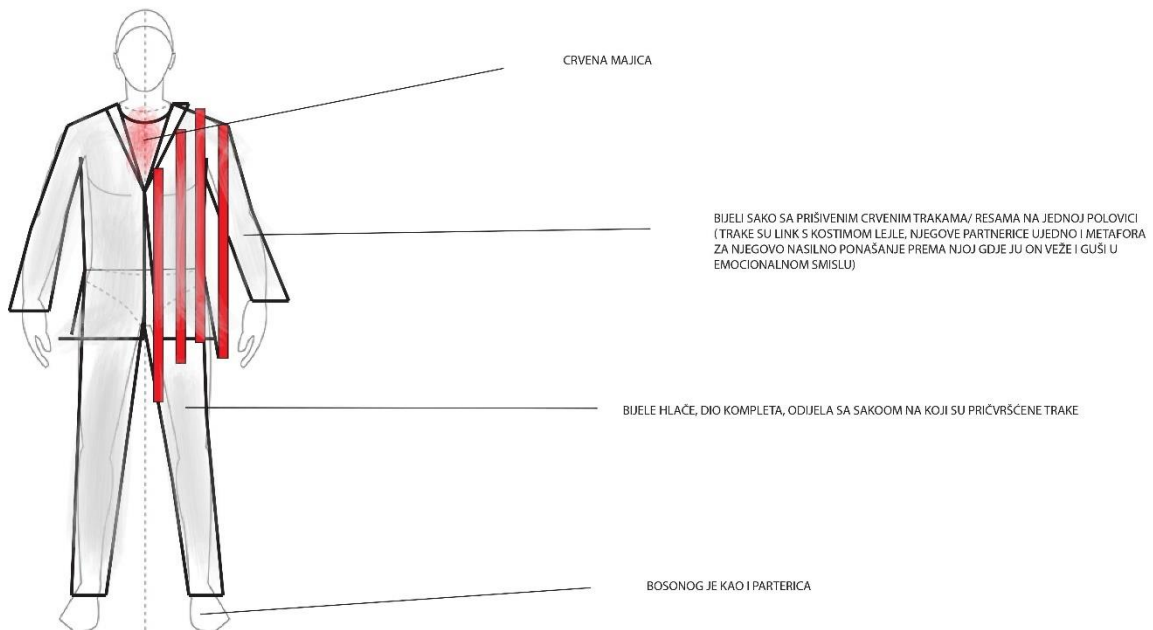 CRVENA MAJICA
BIJELI SAKO SA PRIŠIVENIM CRVENIM TRAKAMA/ RESAMA NA JEDNOJ POLOVICI
( TRAKE SU LINK S KOSTIMOM LEJLE, NJEGOVE PARTNERICE UJEDNO I METAFORA
ZA NJEGOVO NASILNO PONAŠANJE PREMA NJOJ GDJE JU ON VEŽE I GUŠI U
EMOCIONALNOM SMISLU)
BIJELE HLAČE, DIO KOMPLETA, ODIJELA SA SAKOOM NA KOJI SU PRIČVRŠĆENE TRAKE
BOSONOG JE KAO I PARTERICA